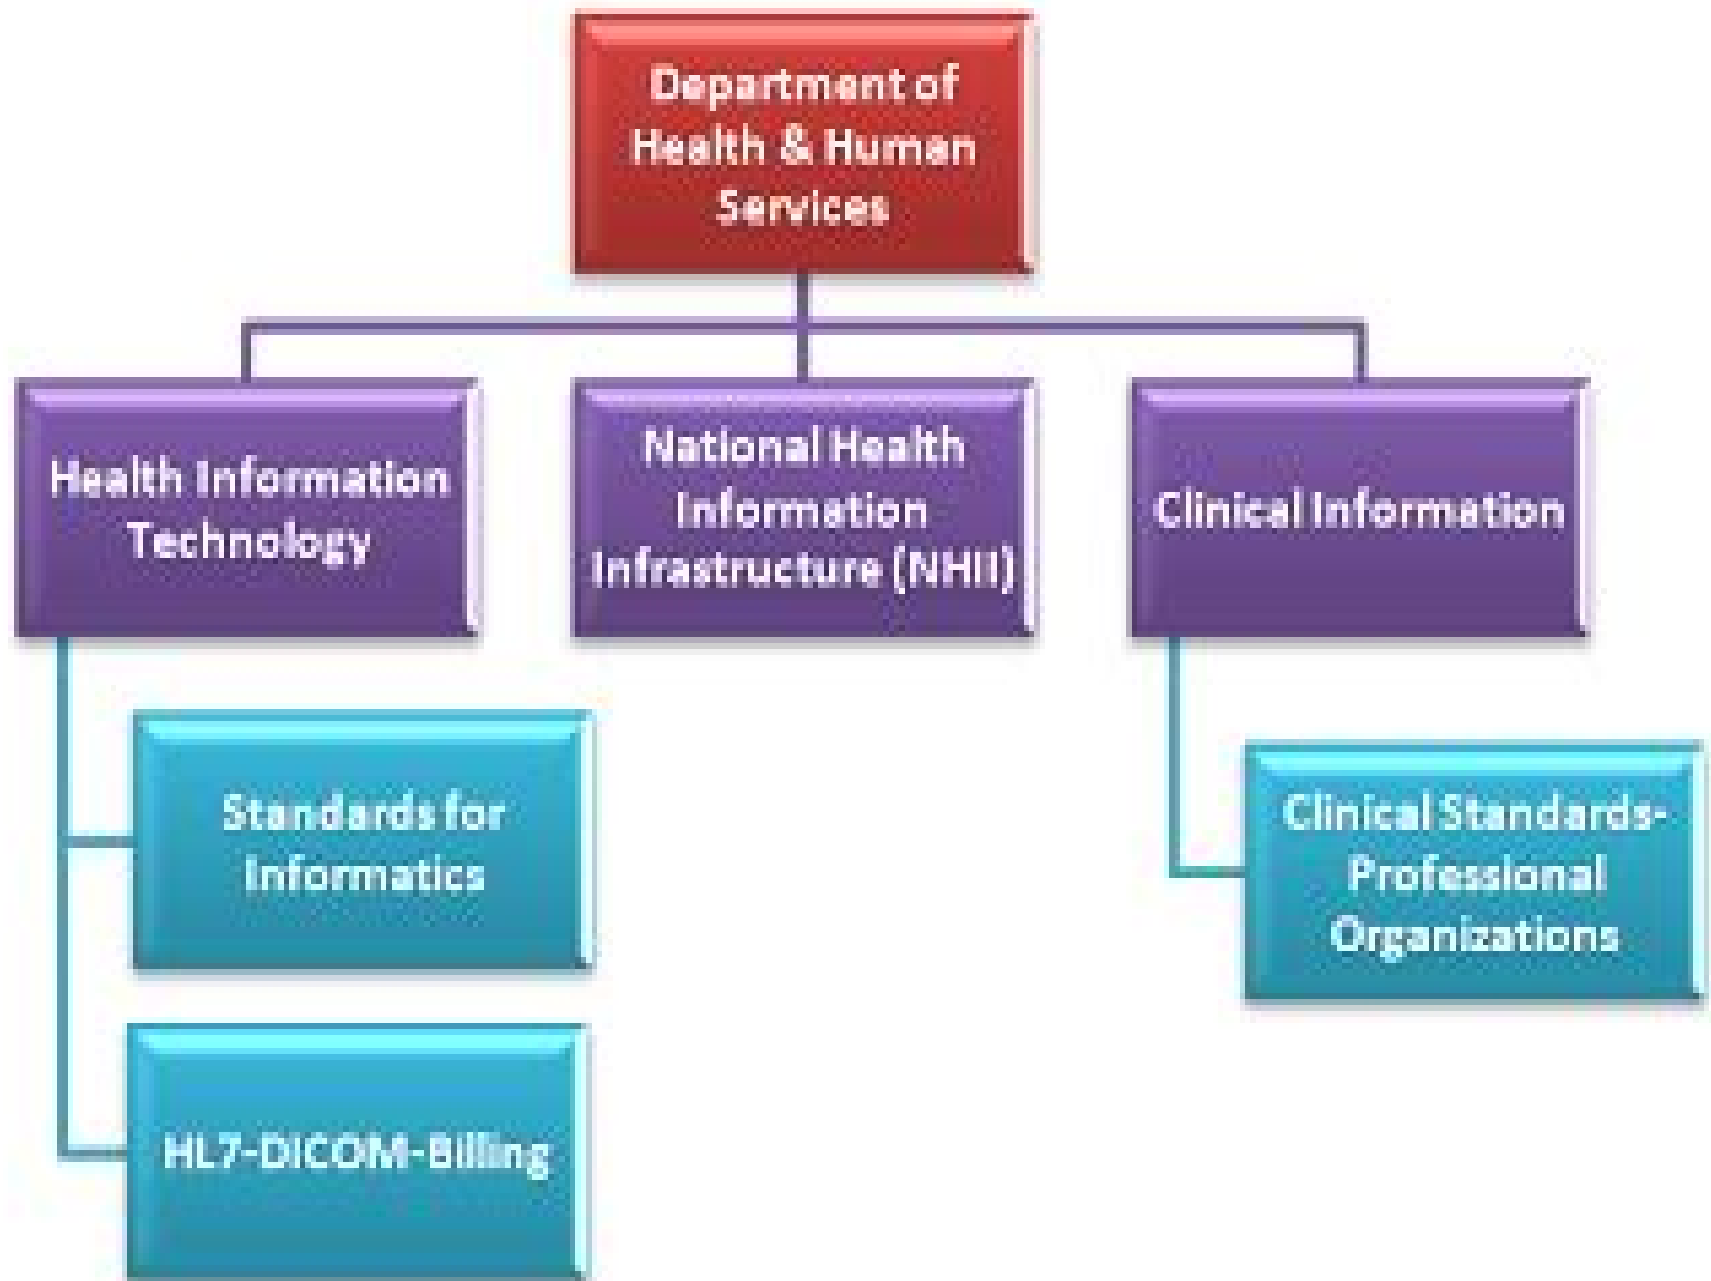 Department of
Health & Human
Services
Health Information
Technology
National Health
Information
Infrastructure (NHII)
Clinical Information
Standards for
Informatics
Clinical Standards-
Professional
Organizations
HL7-DICOM-Billing